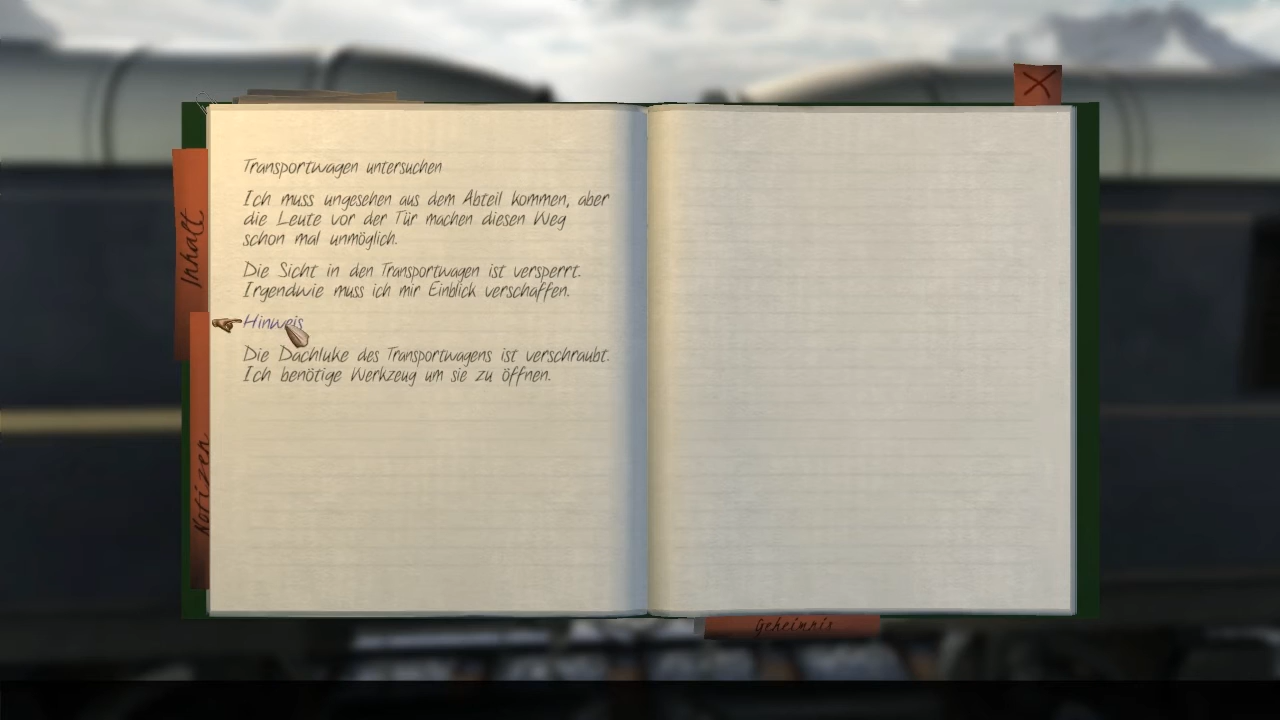 Transportwagen untersuchen
Ich muss ungesehen aus dem Abteil kommen, aber
die Leute vor der Tür machen diesen Weg
schon mal unmöglich.
Die Sicht in den Transportwagen ist versperrt.
Irgendwie muss ich mir Einblick verschaffen.
Hinweis
Die Dachluke des Transportwagens ist verschraubt.
Ich benötige Werkzeug um sie zu öffnen.
Inhalt
Notizen
Geheimnis
X